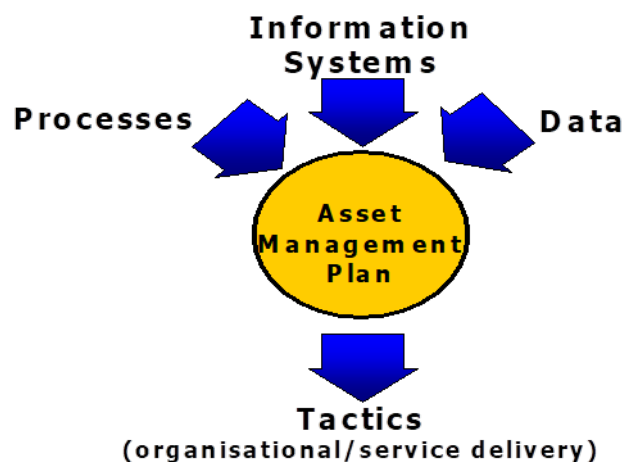 Information
Systems
Processes
Data
Asset
Management
Plan
Tactics
(organisational/service delivery)